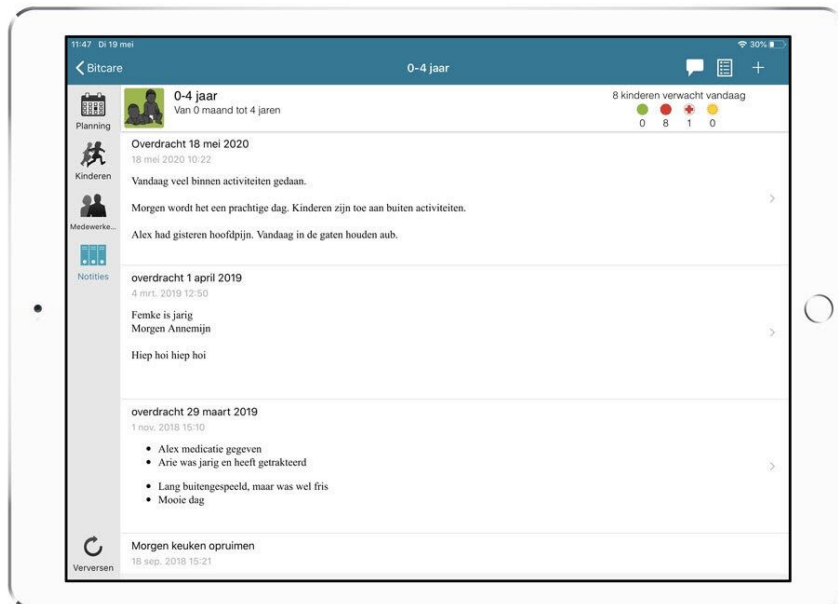 11:47 Di 19 mei
30%
Bitcare
0-4 jaar
Planning
Kinderen
Medewerke...
Notities
Verversen
0-4 jaar
Van 0 maand tot 4 jaren
8 kinderen verwacht vandaag
0 8 1 0
Overdracht 18 mei 2020
18 mei 2020 10:22
Vandaag veel binnen activiteiten gedaan.
Morgen wordt het een prachtige dag. Kinderen zijn toe aan buiten activiteiten.
Alex had gisteren hoofdpijn. Vandaag in de gaten houden aub.
overdracht 1 april 2019
4 mrt. 2019 12:50
Femke is jarig
Morgen Annemijn
Hiep hoi hiep hoi
overdracht 29 maart 2019
1 nov. 2018 15:10
• Alex medicatie gegeven
• Arie was jarig en heeft getrakteerd
• Lang buitengespeeld, maar was wel fris
• Mooie dag
Morgen keuken opruimen
18 sep. 2018 15:21